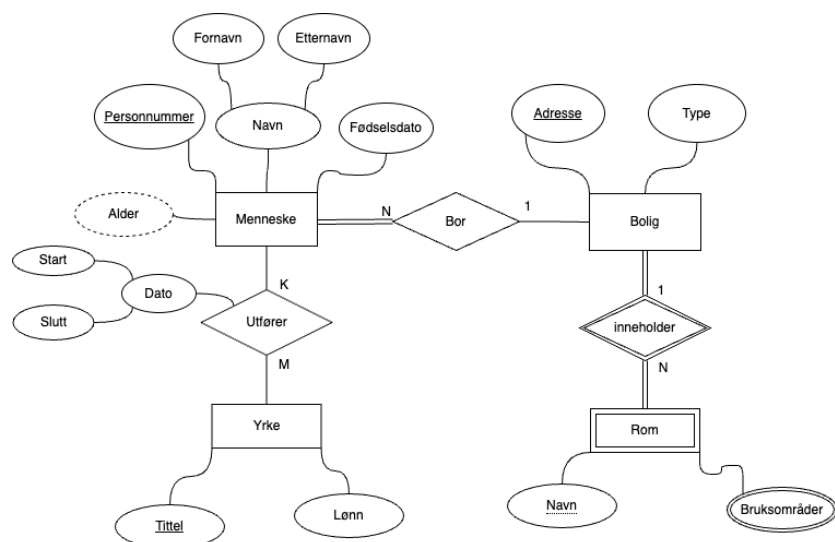 Fornavn
Etternavn
Personnummer
Navn
Fødselsdato
Adresse
Type
Alder
Menneske
N
Bor
1
Bolig
Start
Dato
Slutt
K
Utfører
M
1
inneholder
N
Yrke
Rom
Tittel
Lønn
Navn
Bruksområder